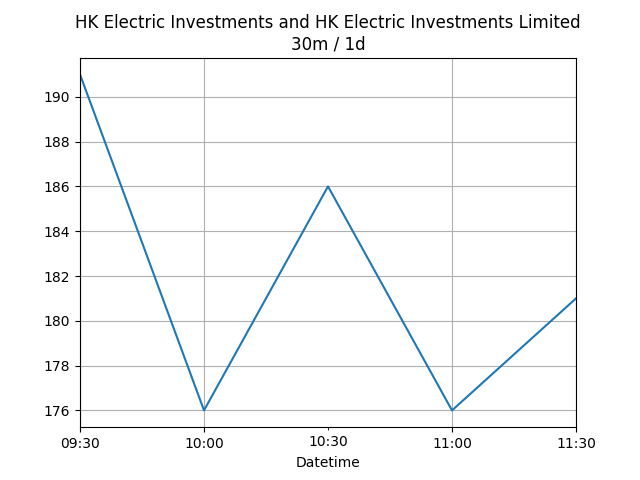 HK Electric Investments and HK Electric Investments Limited
30m / 1d
190
188
186
184
182
180
178
176
09:30 10:00 10:30 11:00 11:30
Datetime